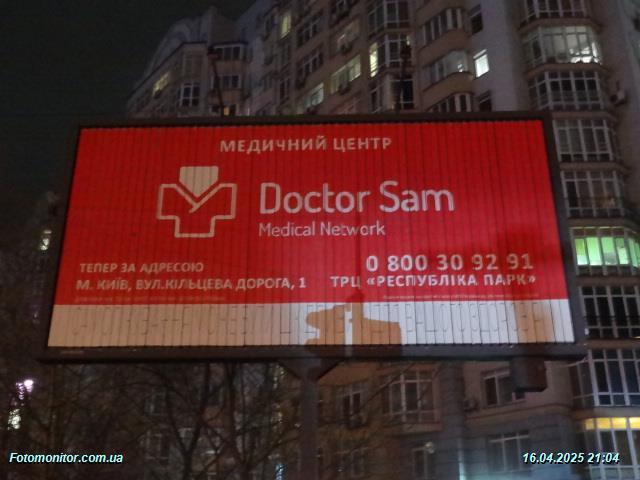 МЕДИЧНИЙ ЦЕНТР
Doctor Sam
Medical Network
ТЕПЕР ЗА АДРЕСОЮ
М. КИЇВ, ВУЛ.КІЛЬЦЕВА ДОРОГА, 1
0 800 30 92 91
ТРЦ «РЕСПУБЛІКА ПАРК»
Fotomonitor.com.ua
16.04.2025 21:04